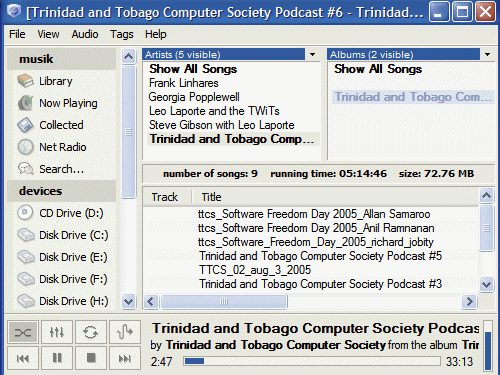 [Trinidad and Tobago Computer Society Podcast #6 - Trinidad...
File View Audio Tags Help
musik
Library
Now Playing
Collected
Net Radio
Search...
devices
CD Drive (D:)
Disk Drive (C:)
Disk Drive (E:)
Disk Drive (F:)
Disk Drive (H:)
Artists (5 visible)
Show All Songs
Frank Linhares
Georgia Popplewell
Leo Laporte and the TWiTs
Steve Gibson with Leo Laporte
Trinidad and Tobago Comp...
Albums (2 visible)
Show All Songs
Trinidad and Tobago Com...
number of songs: 9 running time: 05:14:46 size: 72.76 MB
Track Title
ttcs_Software Freedom Day 2005_Allan Samaroo
ttcs_Software Freedom Day 2005_Anil Ramnanan
ttcs_Software_Freedom_Day_2005_richard_jobity
Trinidad and Tobago Computer Society Podcast #5
TTCS_02_aug_3_2005
Trinidad and Tobago Computer Society Podcast #3
Trinidad and Tobago Computer Society Podcas
by Trinidad and Tobago Computer Society from the album Tri
2:47 33:13